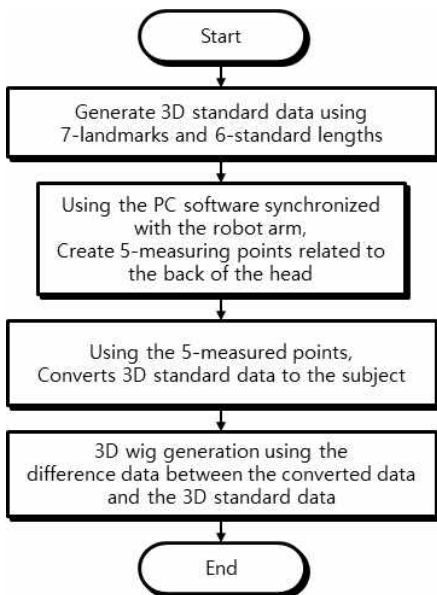 Start
Generate 3D standard data using
7-landmarks and 6-standard lengths
Using the PC software synchronized
with the robot arm,
Create 5-measuring points related to
the back of the head
Using the 5-measured points,
Converts 3D standard data to the subject
3D wig generation using the
difference data between the converted data
and the 3D standard data
End